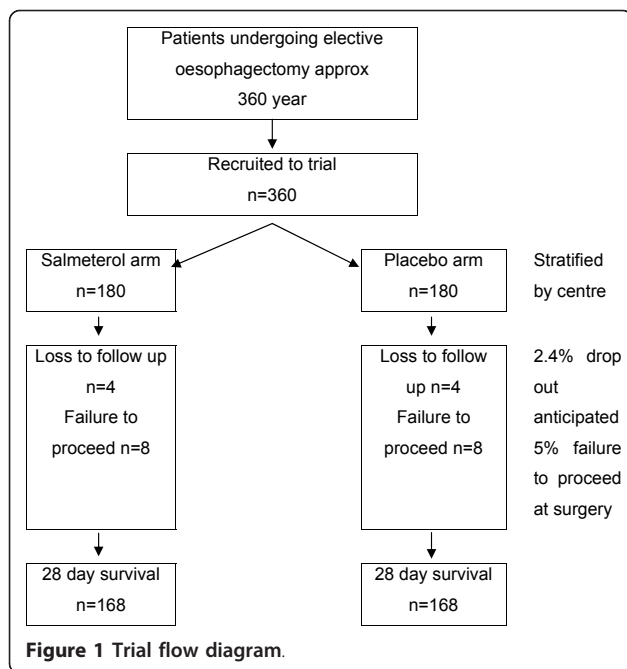 Patients undergoing elective
oesophagectomy approx
360 year
Recruited to trial
n=360
Salmeterol arm
n=180
Placebo arm
n=180
Stratified
by centre
Loss to follow up
n=4
Failure to
proceed n=8
Loss to follow
up n=4
Failure to
proceed n=8
2.4% drop
out
anticipated
5% failure
to proceed
at surgery
28 day survival
n=168
28 day survival
n=168
Figure 1 Trial flow diagram.